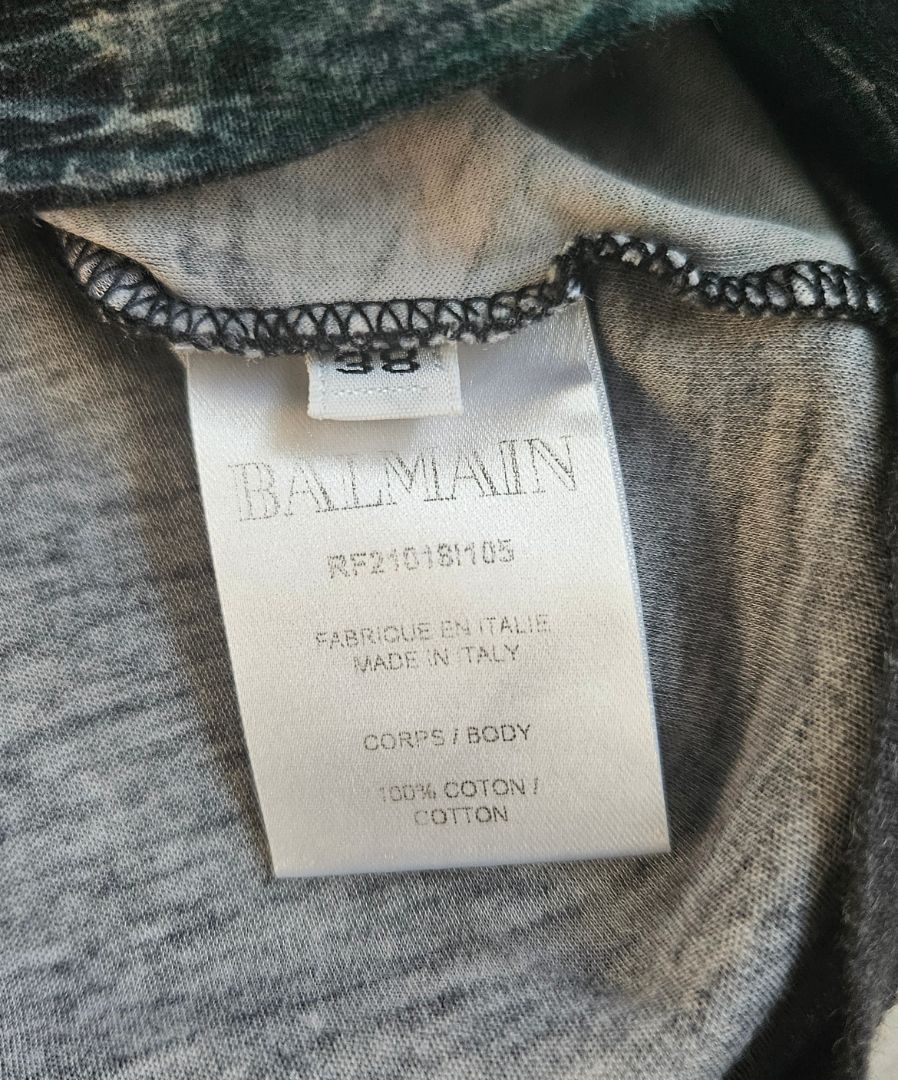 38
BALMAIN
RF21018I105
FABRIQUE EN ITALIE
MADE IN ITALY
CORPS / BODY
100% COTON /
COTTON